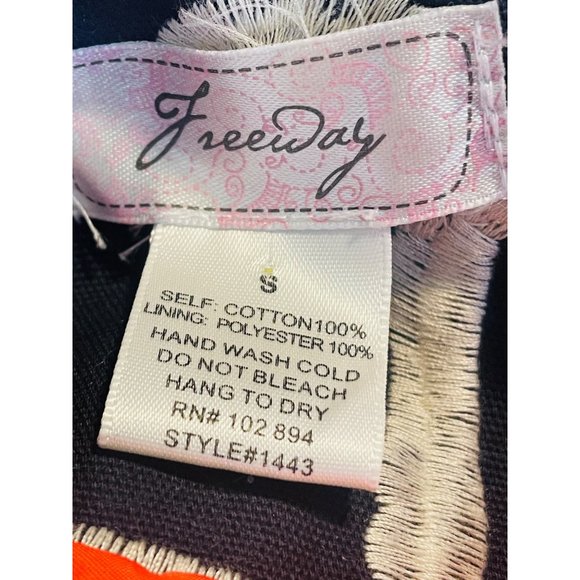 Freeway
S
SELF: COTTON100%
LINING: POLYESTER 100%
HAND WASH COLD
DO NOT BLEACH
HANG TO DRY
RN# 102 894
STYLE#1443